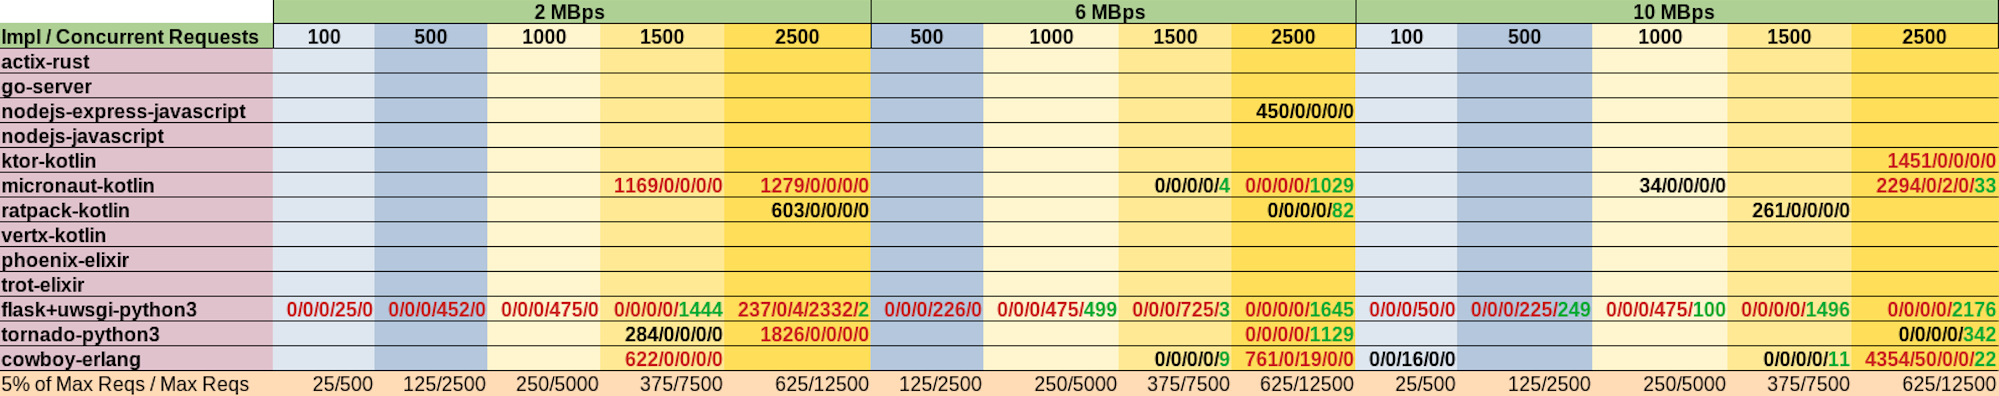 2 MBps 6 MBps 10 MBps
Impl / Concurrent Requests 100 500 1000 1500 2500 500 1000 1500 2500 100 500 1000 1500 2500
actix-rust
go-server
nodejs-express-javascript 450/0/0/0/0
nodejs-javascript
ktor-kotlin 1451/0/0/0/0
micronaut-kotlin 1169/0/0/0/0 1279/0/0/0/0 0/0/0/0/4 0/0/0/0/1029 34/0/0/0/0 2294/0/2/0/33
ratpack-kotlin 603/0/0/0/0 0/0/0/0/82 261/0/0/0/0
vertx-kotlin
phoenix-elixir
trot-elixir
flask+uwsgi-python3 0/0/0/25/0 0/0/0/452/0 0/0/0/475/0 0/0/0/0/1444 237/0/4/2332/2 0/0/0/226/0 0/0/0/475/499 0/0/0/725/3 0/0/0/0/1645 0/0/0/50/0 0/0/0/225/249 0/0/0/475/100 0/0/0/0/1496 0/0/0/0/2176
tornado-python3 284/0/0/0/0 1826/0/0/0/0 0/0/0/0/1129 0/0/0/0/342
cowboy-erlang 622/0/0/0/0 0/0/0/0/9 761/0/19/0/0 0/0/16/0/0 0/0/0/0/11 4354/50/0/0/22
5% of Max Reqs / Max Reqs 25/500 125/2500 250/5000 375/7500 625/12500 125/2500 250/5000 375/7500 625/12500 25/500 125/2500 250/5000 375/7500 625/12500